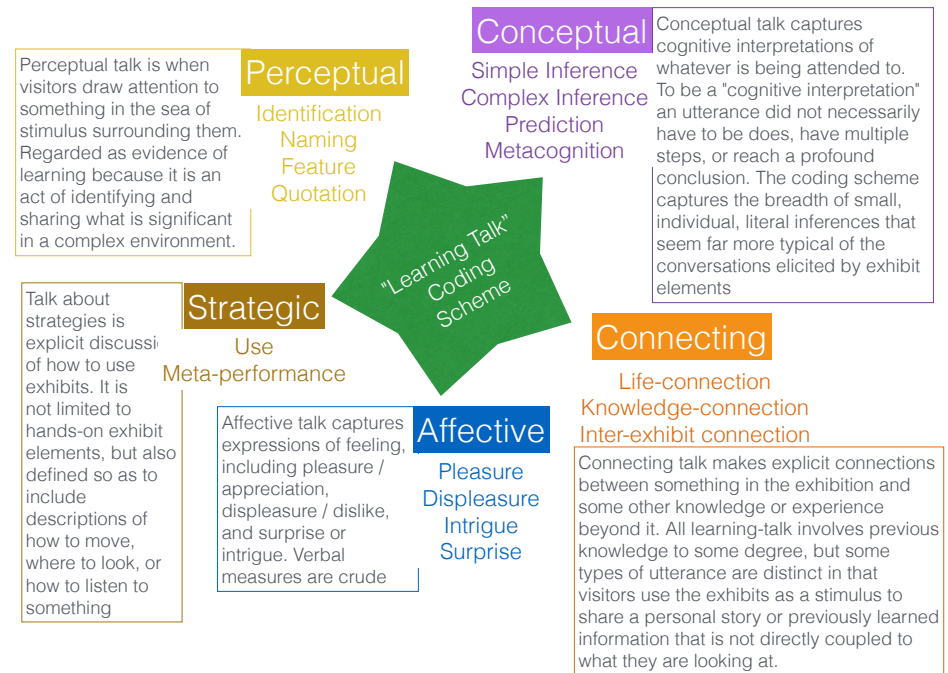 Perceptual
Perceptual talk is when
visitors draw attention to
something in the sea of
stimulus surrounding them.
Regarded as evidence of
learning because it is an
act of identifying and
sharing what is significant
in a complex environment.
Identification
Naming
Feature
Quotation
Conceptual
Simple Inference
Complex Inference
Prediction
Metacognition
Conceptual talk captures
cognitive interpretations of
whatever is being attended to.
To be a "cognitive interpretation"
an utterance did not necessarily
have to be does, have multiple
steps, or reach a profound
conclusion. The coding scheme
captures the breadth of small,
individual, literal inferences that
seem far more typical of the
conversations elicited by exhibit
elements
"Learning Talk"
Coding
Scheme
Strategic
Talk about
strategies is
explicit discussi
of how to use
exhibits. It is
not limited to
hands-on exhibit
elements, but also
defined so as to
include
descriptions of
how to move,
where to look, or
how to listen to
something
Use
Meta-performance
Affective
Affective talk captures
expressions of feeling,
including pleasure /
appreciation,
displeasure / dislike,
and surprise or
intrigue. Verbal
measures are crude
Pleasure
Displeasure
Intrigue
Surprise
Connecting
Life-connection
Knowledge-connection
Inter-exhibit connection
Connecting talk makes explicit connections
between something in the exhibition and
some other knowledge or experience
beyond it. All learning-talk involves previous
knowledge to some degree, but some
types of utterance are distinct in that
visitors use the exhibits as a stimulus to
share a personal story or previously learned
information that is not directly coupled to
what they are looking at.